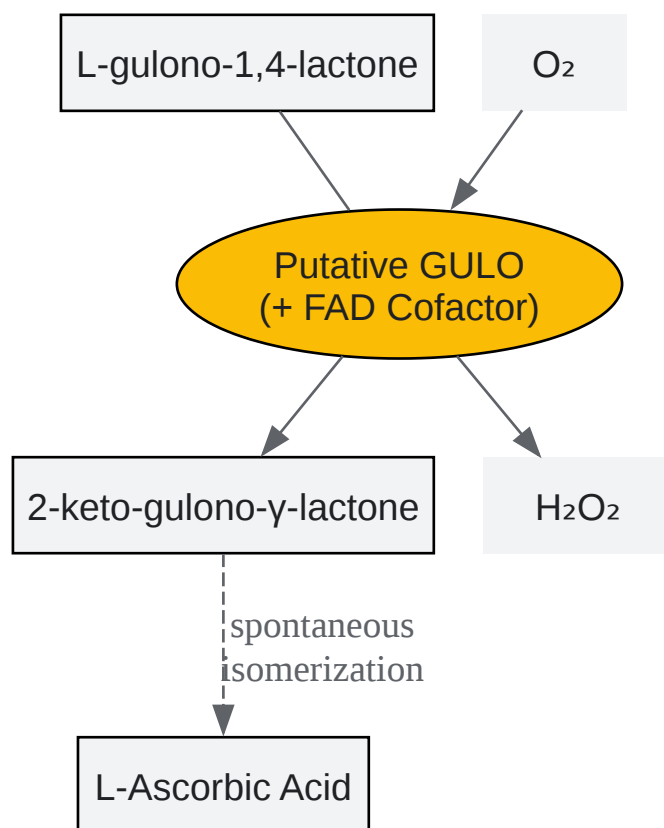 L-gulono-1,4-lactone
O₂
Putative GULO
(+ FAD Cofactor)
2-keto-gulono-γ-lactone
H₂O₂
spontaneous
isomerization
L-Ascorbic Acid